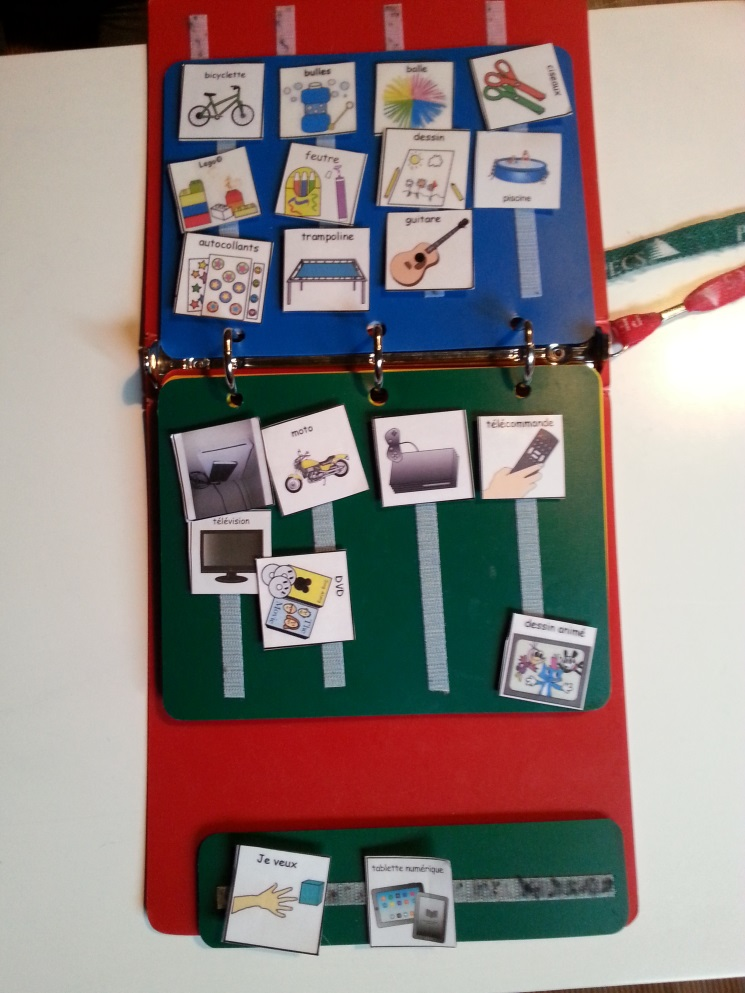 bicyclette
bulles
balle
ciseaux
Lego©
feutre
dessin
piscine
autocollants
trampoline
guitare
ECS
moto
télécommande
télévision
DVD
dessin animé
Je veux
tablette numérique